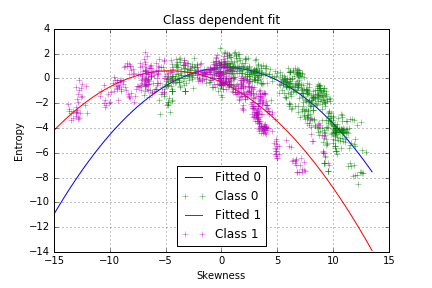 Class dependent fit
4
2
0
−2
−4
−6
−8
−10
−12
−14
Entropy
Fitted 0
Class 0
Fitted 1
Class 1
−15 −10 −5 0 5 10 15
Skewness